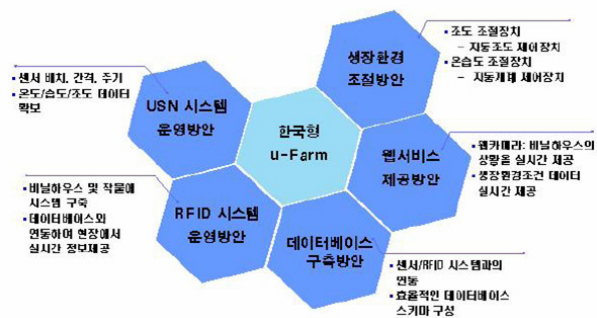 • 조도 조절장치
– 자동조도 제어장치
• 온습도 조절장치
– 자동개폐 제어장치
생장환경
조절방안
• 센서 배치, 간격, 주기
• 온도/습도/조도 데이터
확보
USN 시스템
운영방안
한국형
u-Farm
웹서비스
제공방안
• 웹카메라: 비닐하우스의
상황을 실시간 제공
• 생장환경조건 데이터
실시간 제공
• 비닐하우스 및 작물에
시스템 구축
• 데이터베이스와
연동하여 현장에서
실시간 정보제공
RFID 시스템
운영방안
데이터베이스
구축방안
• 센서/RFID 시스템과의
연동
• 효율적인 데이터베이스
스키마 구성